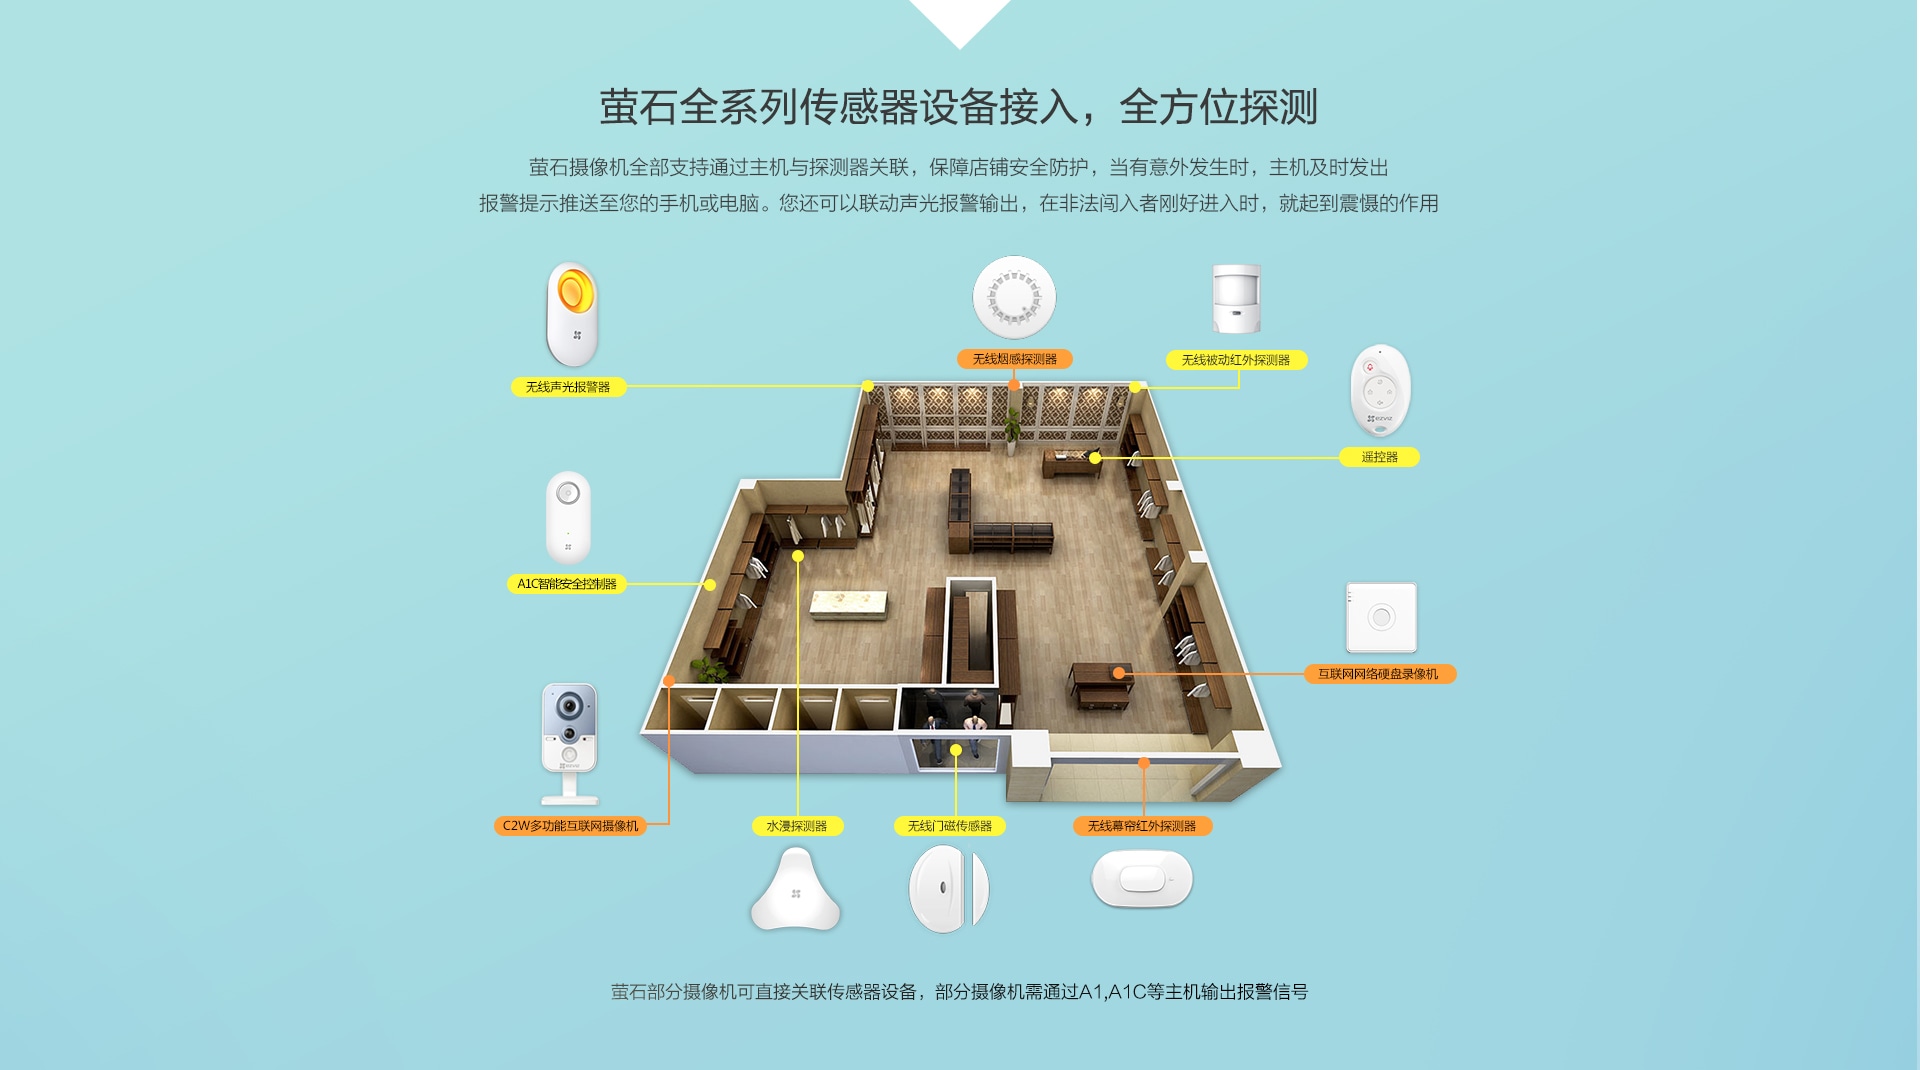 萤石全系列传感器设备接入，全方位探测
萤石摄像机全部支持通过主机与探测器关联，保障店铺安全防护，当有意外发生时，主机及时发出
报警提示推送至您的手机或电脑。您还可以联动声光报警输出，在非法闯入者刚好进入时，就起到震慑的作用
无线烟感探测器
无线被动红外探测器
无线声光报警器
ezviz
遥控器
A1C智能安全控制器
互联网网络硬盘录像机
ezviz
C2W多功能互联网摄像机
水浸探测器
无线门磁传感器
无线幕帘红外探测器
萤石部分摄像机可直接关联传感器设备，部分摄像机需通过A1,A1C等主机输出报警信号